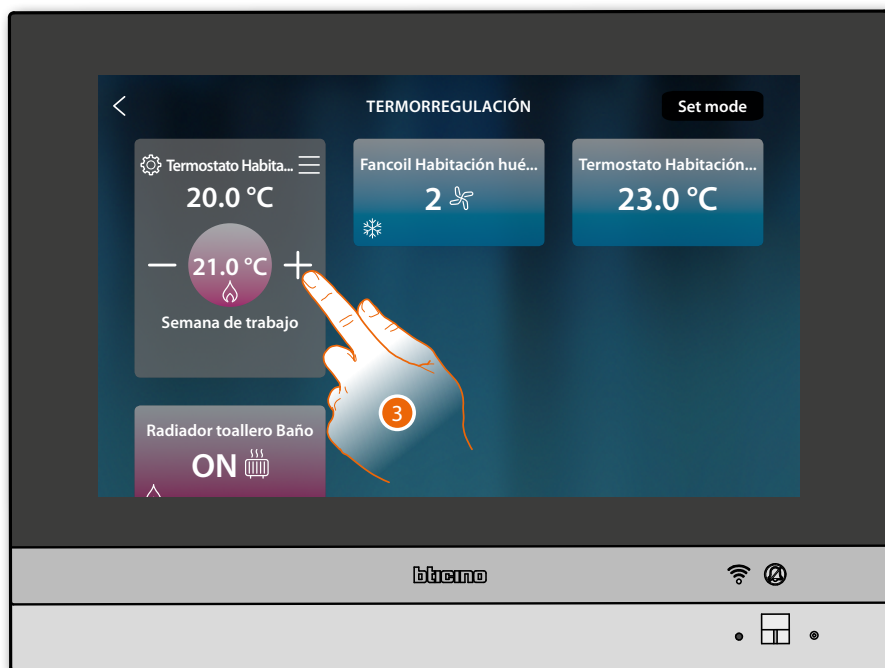 TERMORREGULACIÓN
Set mode
Termostato Habita...
20.0 °C
21.0 °C
Semana de trabajo
Fancoil Habitación hué...
2
Termostato Habitación...
23.0 °C
3
Radiador toallero Baño
ON
bticino